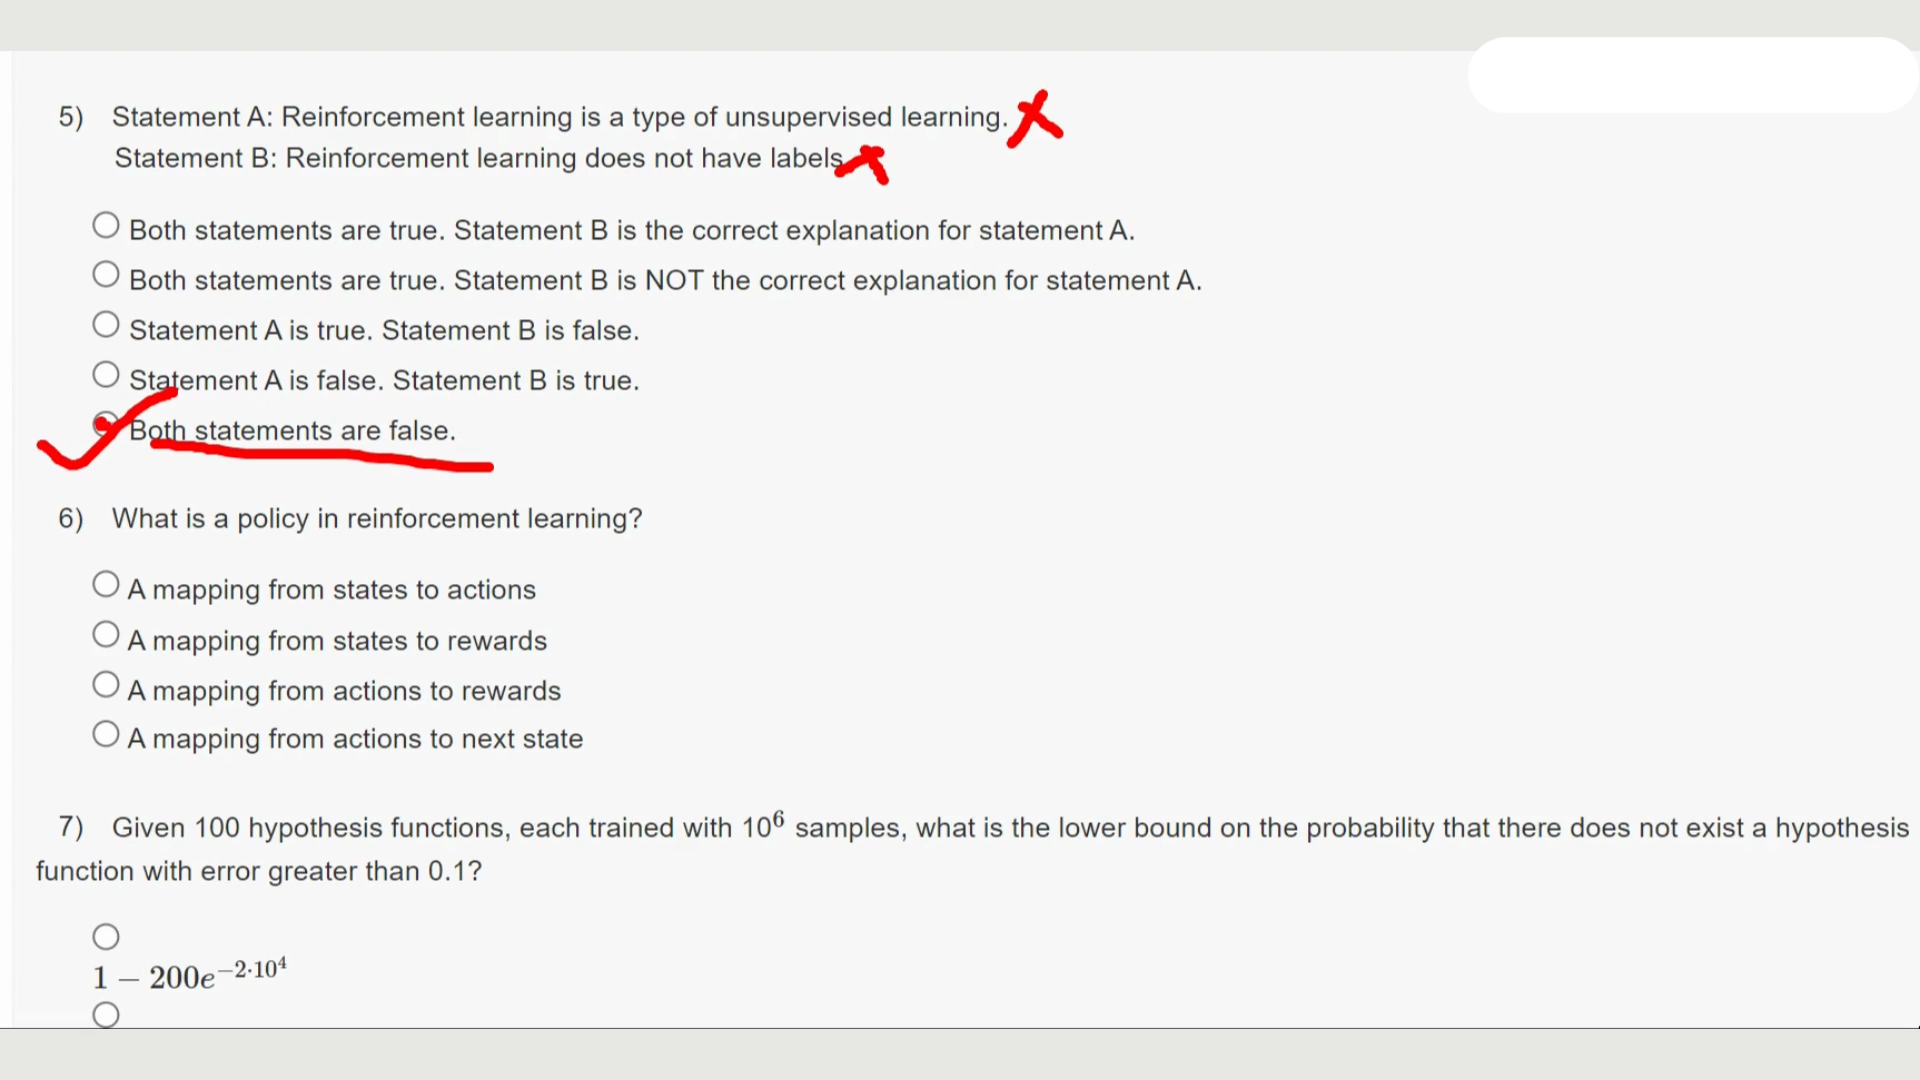 5) Statement A: Reinforcement learning is a type of unsupervised learning.
Statement B: Reinforcement learning does not have labels
Both statements are true. Statement B is the correct explanation for statement A.
Both statements are true. Statement B is NOT the correct explanation for statement A.
Statement A is true. Statement B is false.
Statement A is false. Statement B is true.
Both statements are false.
6) What is a policy in reinforcement learning?
A mapping from states to actions
A mapping from states to rewards
A mapping from actions to rewards
A mapping from actions to next state
7) Given 100 hypothesis functions, each trained with 10⁶ samples, what is the lower bound on the probability that there does not exist a hypothesis
function with error greater than 0.1?
1 − 200e^{−2·10⁴}